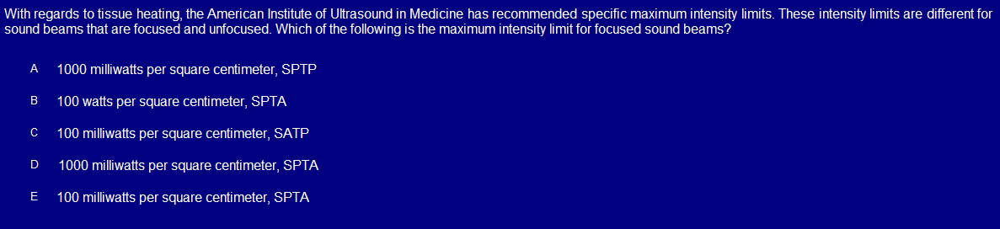 With regards to tissue heating, the American Institute of Ultrasound in Medicine has recommended specific maximum intensity limits. These intensity limits are different for
sound beams that are focused and unfocused. Which of the following is the maximum intensity limit for focused sound beams?
A 1000 milliwatts per square centimeter, SPTP
B 100 watts per square centimeter, SPTA
C 100 milliwatts per square centimeter, SATP
D 1000 milliwatts per square centimeter, SPTA
E 100 milliwatts per square centimeter, SPTA